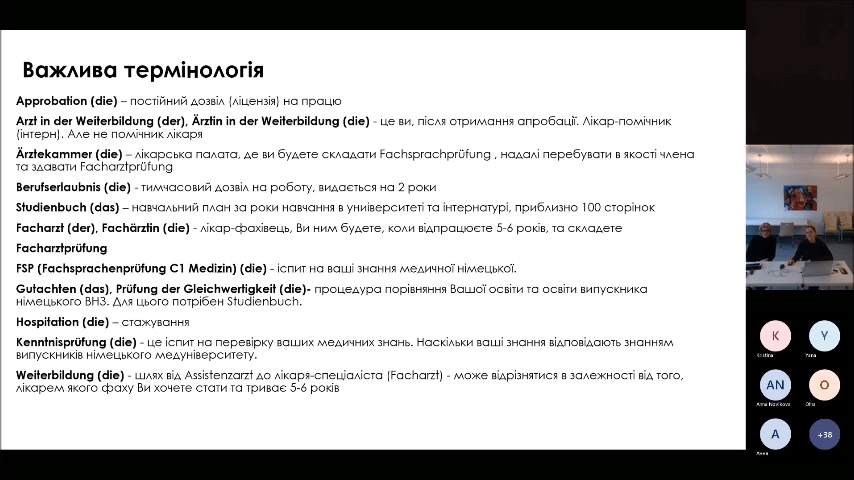 Важлива термінологія
Approbation (die) – постійний дозвіл (ліцензія) на працю
Arzt in der Weiterbildung (der), Ärztin in der Weiterbildung (die) - це ви, після отримання апробації. Лікар-помічник
(інтерн). Але не помічник лікаря
Ärztekammer (die) – лікарська палата, де ви будете складати Fachsprachprüfung , надалі перебувати в якості члена
та здавати Facharztprüfung
Berufserlaubnis (die) - тимчасовий дозвіл на роботу, видається на 2 роки
Studienbuch (das) – навчальний план за роки навчання в університеті та інтернатурі, приблизно 100 сторінок
Facharzt (der), Fachärztin (die) - лікар-фахівець, Ви ним будете, коли відпрацюєте 5-6 років, та складете
Facharztprüfung
FSP (Fachsprachenprüfung C1 Medizin) (die) - іспит на ваші знання медичної німецької.
Gutachten (das), Prüfung der Gleichwertigkeit (die)- процедура порівняння Вашої освіти та освіти випускника
німецького ВНЗ. Для цього потрібен Studienbuch.
Hospitation (die) – стажування
Kenntnisprüfung (die) - це іспит на перевірку ваших медичних знань. Наскільки ваші знання відповідають знанням
випускників німецького медуніверситету.
Weiterbildung (die) - шлях від Assistenzarzt до лікаря-спеціаліста (Facharzt) - може відрізнятися в залежності від того,
лікарем якого фаху Ви хочете стати та триває 5-6 років
K
Y
Kristina
Yana
AN
O
Anna Novikova
Olha
A
+38
Анна